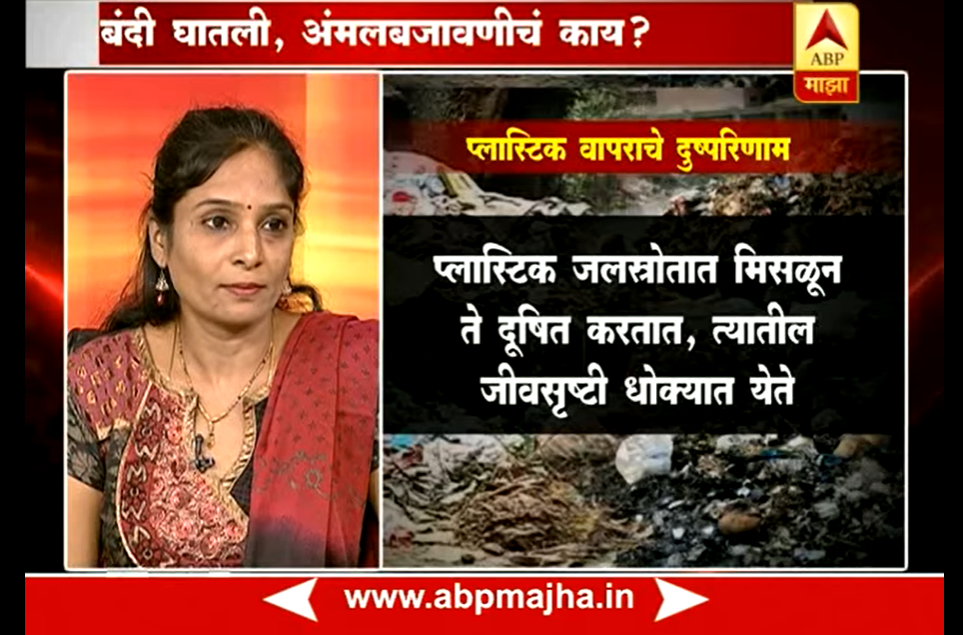 बंदी घातली, अंमलबजावणीचं काय?
ABP
माझा
प्लास्टिक वापराचे दुष्परिणाम
प्लास्टिक जलस्रोतात मिसळून
ते दूषित करतात, त्यातील
जीवसृष्टी धोक्यात येते
www.abpmajha.in